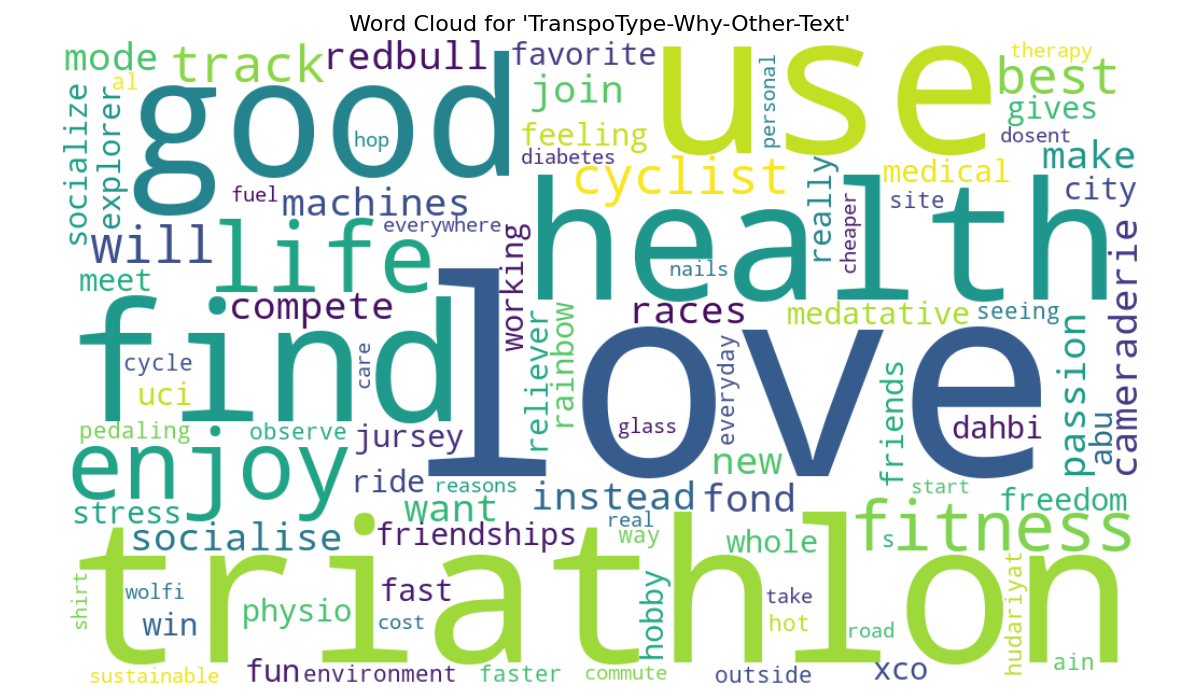 Word Cloud for 'TranspoType-Why-Other-Text'
mode
track
redbull
favorite
use
therapy
al
good
join
personal
best
socialize
explorer
hop
feeling
gives
diabetes
dosent
make
fuel
machines
cyclist
really
medical
site
city
will
life
everywhere
working
health
cheaper
cameraderie
meet
nails
find
compete
love
races
medatative
seeing
cycle
care
reliever
rainbow
everyday
passion
uci
friends
abu
pedaling
observe
jursey
glass
dahbi
enjoy
ride
reasons
new
start
stress
want
instead
fond
freedom
socialise
friendships
real
way
whole
s
fitness
triathlon
shirt
wolfi
fast
hobby
take
hudariyat
win
physio
cost
hot
road
sustainable
fun
environment
faster
commute
outside
xco
ain